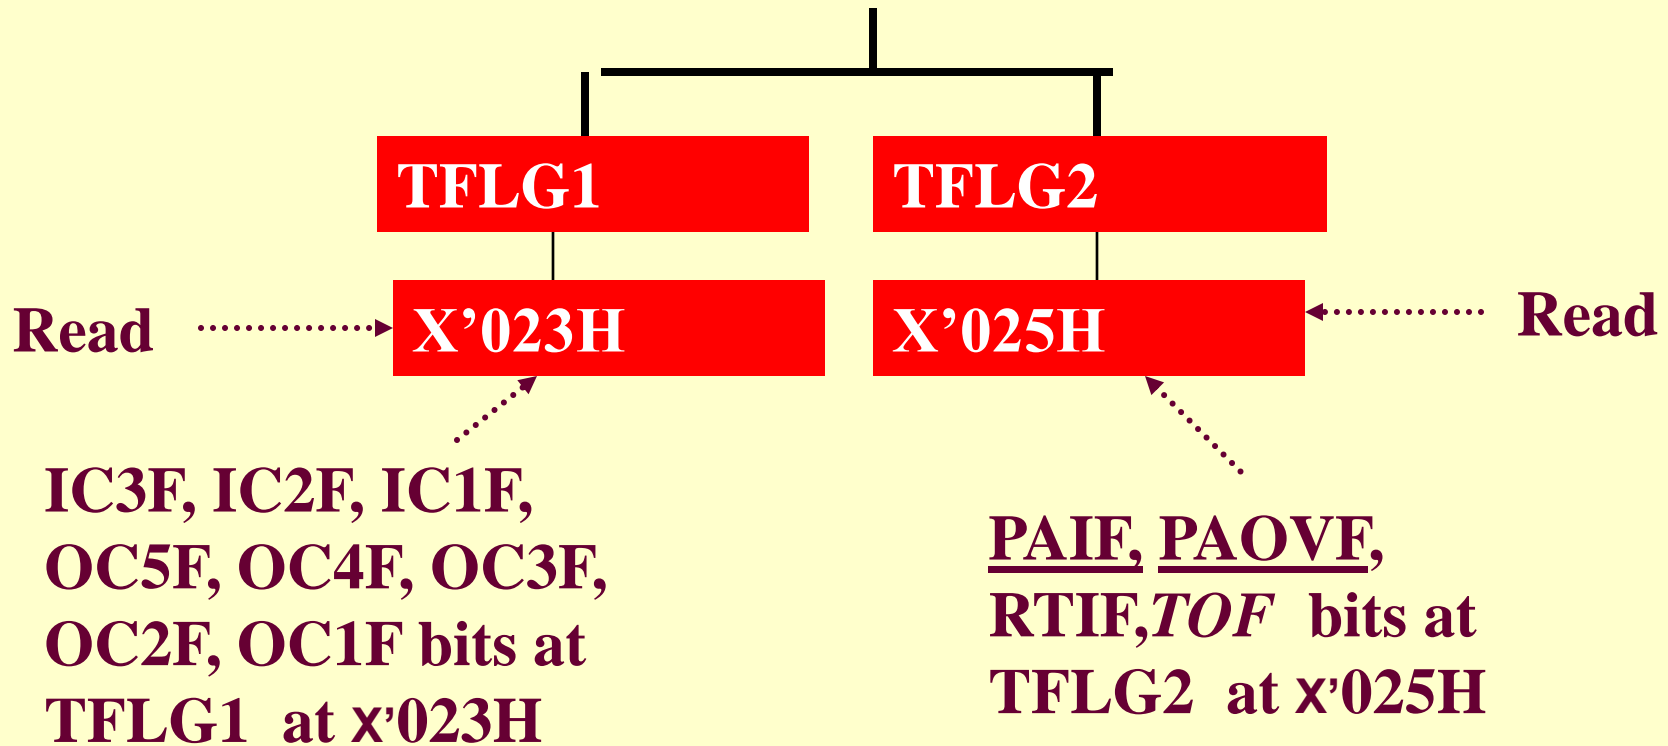 TFLG1
TFLG2
Read
X’023H
X’025H
Read
IC3F, IC2F, IC1F,
OC5F, OC4F, OC3F,
OC2F, OC1F bits at
TFLG1 at X’023H
PAIF, PAOVF,
RTIF,TOF bits at
TFLG2 at X’025H